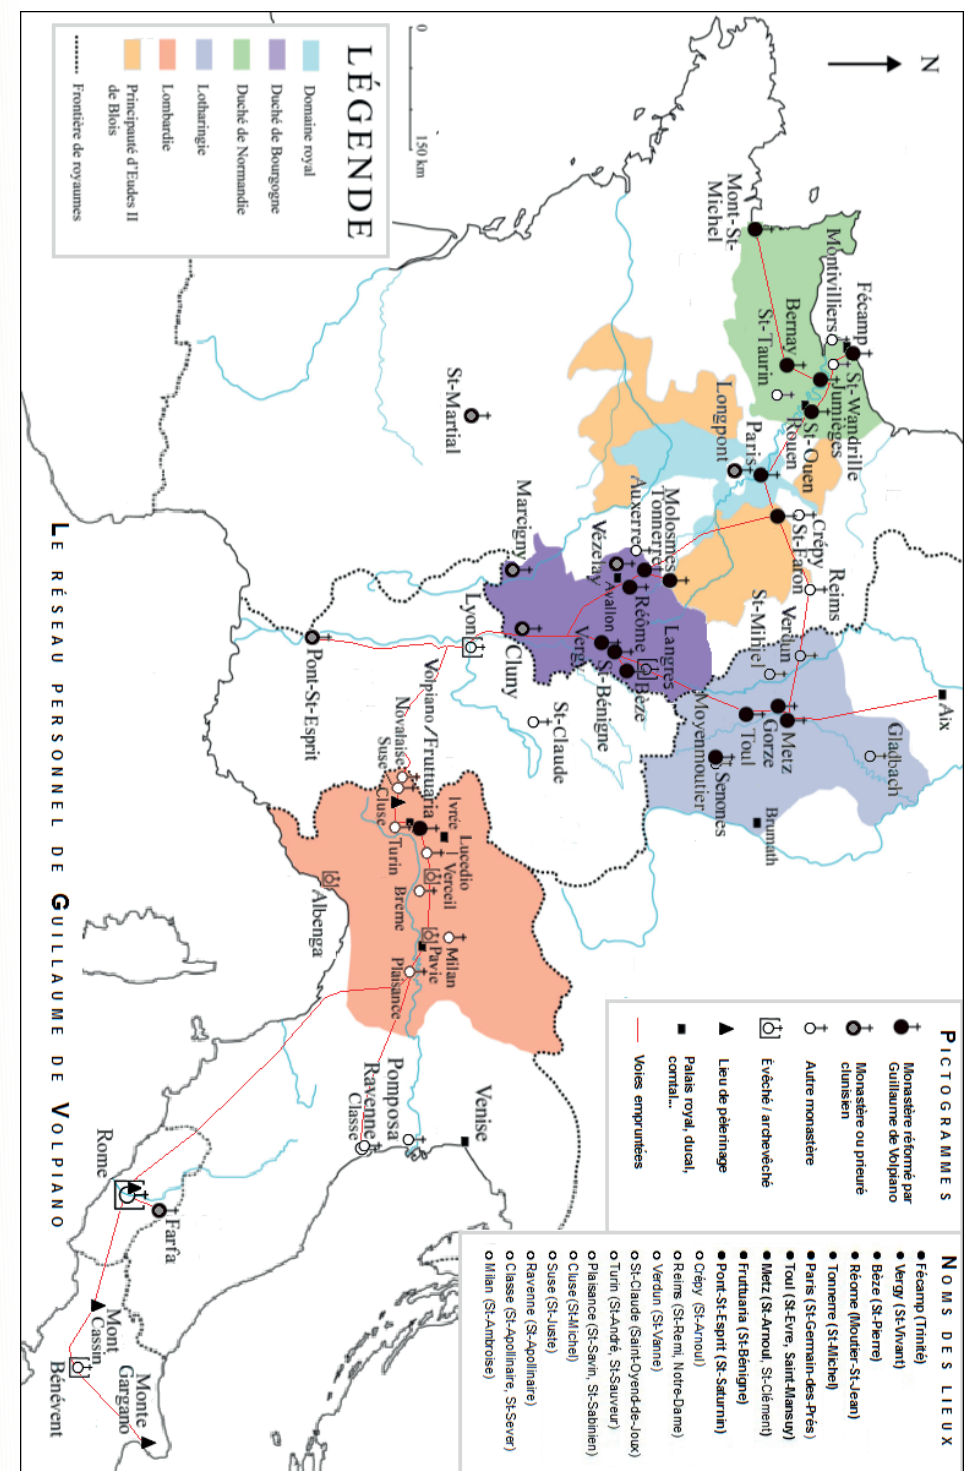 LÉGENDE
Domaine royal
Duché de Bourgogne
Duché de Normandie
Lotharingie
Lombardie
Principauté d'Eudes II
de Blois
Frontière de royaumes
0
150 km
N
Mont-St-
Michel
Montivilliers
Fécamp
St-Wandrille
Jumièges
Bernay
St-Taurin
St-Ouen
Rouen
Longpont
Paris
Crépy
St-Faron
Reims
Verdun
St-Mihiel
Aix
Gladbach
Metz
Gorze
Toul
Moyenmoutier
Senones
Brumath
Molosmes
Tonnerre
Auxerre
Vézelay
Avallon
Réôme
Langres
Vergy
St-Bénigne
Bèze
St-Martial
Marcigny
Cluny
Lyon
St-Claude
Pont-St-Esprit
Volpiano/Fruttuaria
Novalaise
Suse
Cluse
Turin
Ivrée
Lucedio
Verceil
Brême
Milan
Pavie
Plaisance
Albenga
Venise
Pomposa
Ravenne
Classe
Rome
Farfa
Mont
Cassin
Bénévent
Monte
Gargano
PICTOGRAMMES
Monastère réformé par
Guillaume de Volpiano
Monastère ou prieuré
clunisien
Autre monastère
Évêché / archevêché
Lieu de pèlerinage
Palais royal, ducal,
comtal...
Voies empruntées
NOMS DES LIEUX
Fécamp (Trinité)
Vergy (St-Vivant)
Bèze (St-Pierre)
Réome (Moutier-St-Jean)
Tonnerre (St-Michel)
Paris (St-Germain-des-Prés)
Toul (St-Evre, Saint-Mansuy)
Metz (St-Arnoul, St-Clément)
Fruttuaria (St-Bénigne)
Pont-St-Esprit (St-Saturnin)
Crépy (St-Arnoul)
Reims (St-Remi, Notre-Dame)
Verdun (St-Vanne)
St-Claude (Saint-Oyend-de-Joux)
Turin (St-André, St-Sauveur)
Plaisance (St-Savin, St-Sabinien)
Cluse (St-Michel)
Suse (St-Juste)
Ravenne (St-Apollinaire)
Classe (St-Apollinaire, St-Sever)
Milan (St-Ambroise)
LE RÉSEAU PERSONNEL DE GUILLAUME DE VOLPIANO